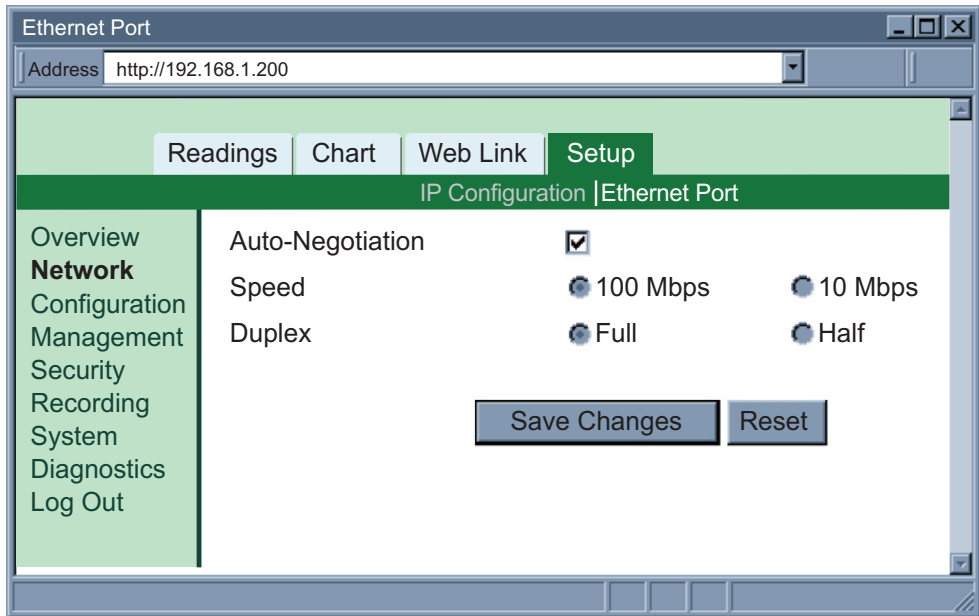 Ethernet Port
Address http://192.168.1.200
Readings Chart Web Link Setup
IP Configuration | Ethernet Port
Overview
Network
Configuration
Management
Security
Recording
System
Diagnostics
Log Out
Auto-Negotiation
Speed 100 Mbps 10 Mbps
Duplex Full Half
Save Changes Reset